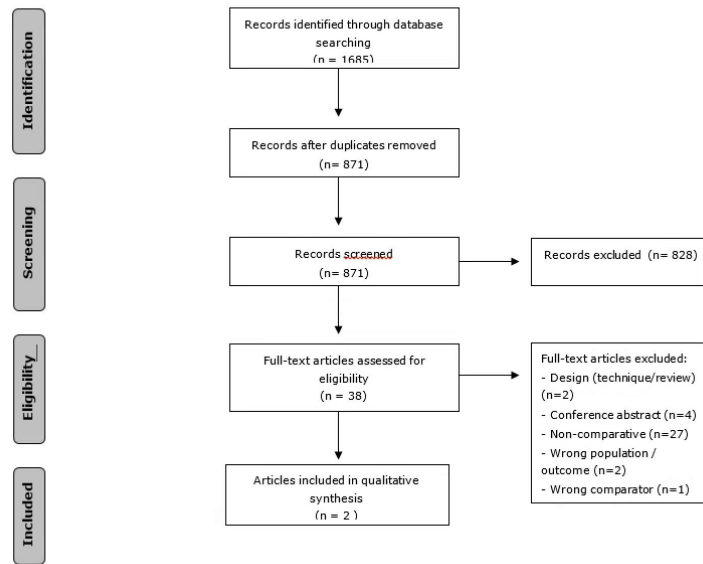 Identification
Records identified through database
searching
(n = 1685)
Records after duplicates removed
(n= 871)
Screening
Records screened
(n= 871)
Records excluded (n= 828)
Eligibility_
Full-text articles assessed for
eligibility
(n = 38)
Full-text articles excluded:
- Design (technique/review)
(n=2)
- Conference abstract (n=4)
- Non-comparative (n=27)
- Wrong population /
outcome (n=2)
- Wrong comparator (n=1)
Included
Articles included in qualitative
synthesis
(n = 2 )